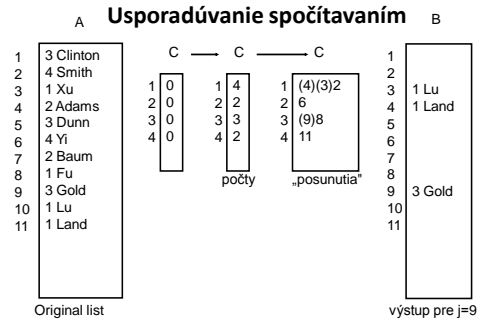 Usporadúvanie spočítavaním
A
B
C → C → C
1 3 Clinton
2 4 Smith
3 1 Xu
4 2 Adams
5 3 Dunn
6 4 Yi
7 2 Baum
8 1 Fu
9 3 Gold
10 1 Lu
11 1 Land
Original list
1 0
2 0
3 0
4 0
1 4
2 2
3 3
4 2
počty
1 (4)(3)2
2 6
3 (9)8
4 11
„posunutia"
1
2
3 1 Lu
4 1 Land
5
6
7
8
9 3 Gold
10
11
výstup pre j=9